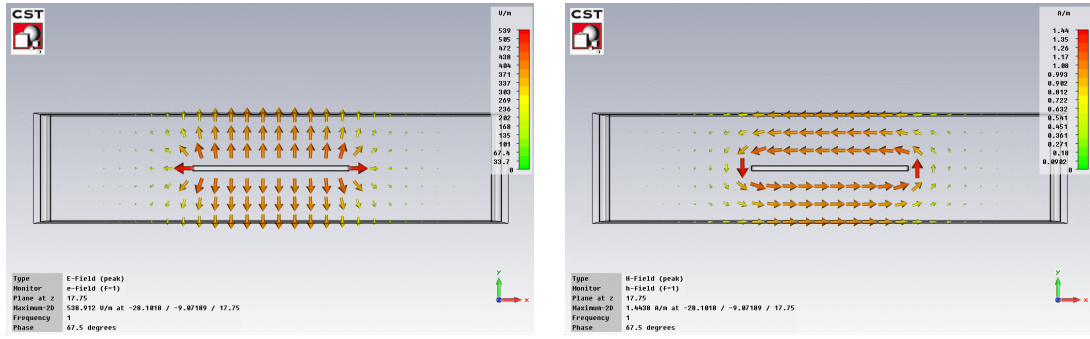 CST
5
V/m
539
505
472
438
404
371
337
303
269
236
202
168
135
101
67.4
33.7
0
y
x
Type E-Field (peak)
Monitor e-field (F=1)
Plane at z 17.75
Maximum-2D 538.912 V/m at -28.1018 / -9.07189 / 17.75
Frequency 1
Phase 67.5 degrees
CST
5
A/m
1.44
1.35
1.26
1.17
1.08
0.993
0.902
0.812
0.722
0.632
0.541
0.451
0.361
0.271
0.18
0.0902
0
y
x
Type H-Field (peak)
Monitor h-field (F=1)
Plane at z 17.75
Maximum-2D 1.4438 A/m at -28.1018 / -9.07189 / 17.75
Frequency 1
Phase 67.5 degrees